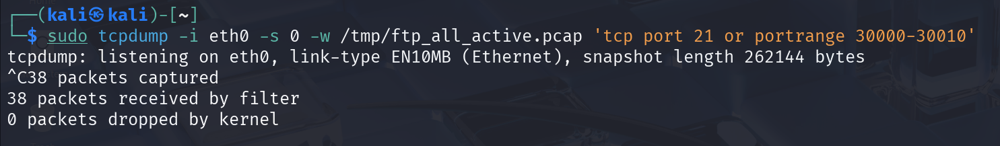 ┌──(kali㉿kali)-[~]
└─$ sudo tcpdump -i eth0 -s 0 -w /tmp/ftp_all_active.pcap 'tcp port 21 or portrange 30000-30010'
tcpdump: listening on eth0, link-type EN10MB (Ethernet), snapshot length 262144 bytes
^C38 packets captured
38 packets received by filter
0 packets dropped by kernel